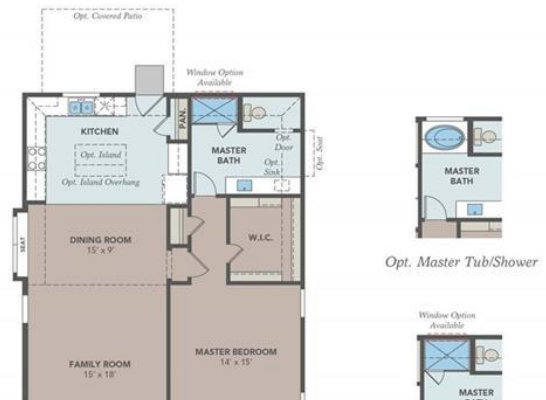 Opt. Covered Patio
Window Option
Available
KITCHEN
PAN.
Opt. Island
Opt. Island Overhang
MASTER
BATH
Opt.
Door
Opt.
Sink
Opt. Seat
SEAT
DINING ROOM
15' x 9'
W.I.C.
FAMILY ROOM
15' x 18'
MASTER BEDROOM
14' x 15'
MASTER
BATH
Opt. Master Tub/Shower
Window Option
Available
MASTER
BATH